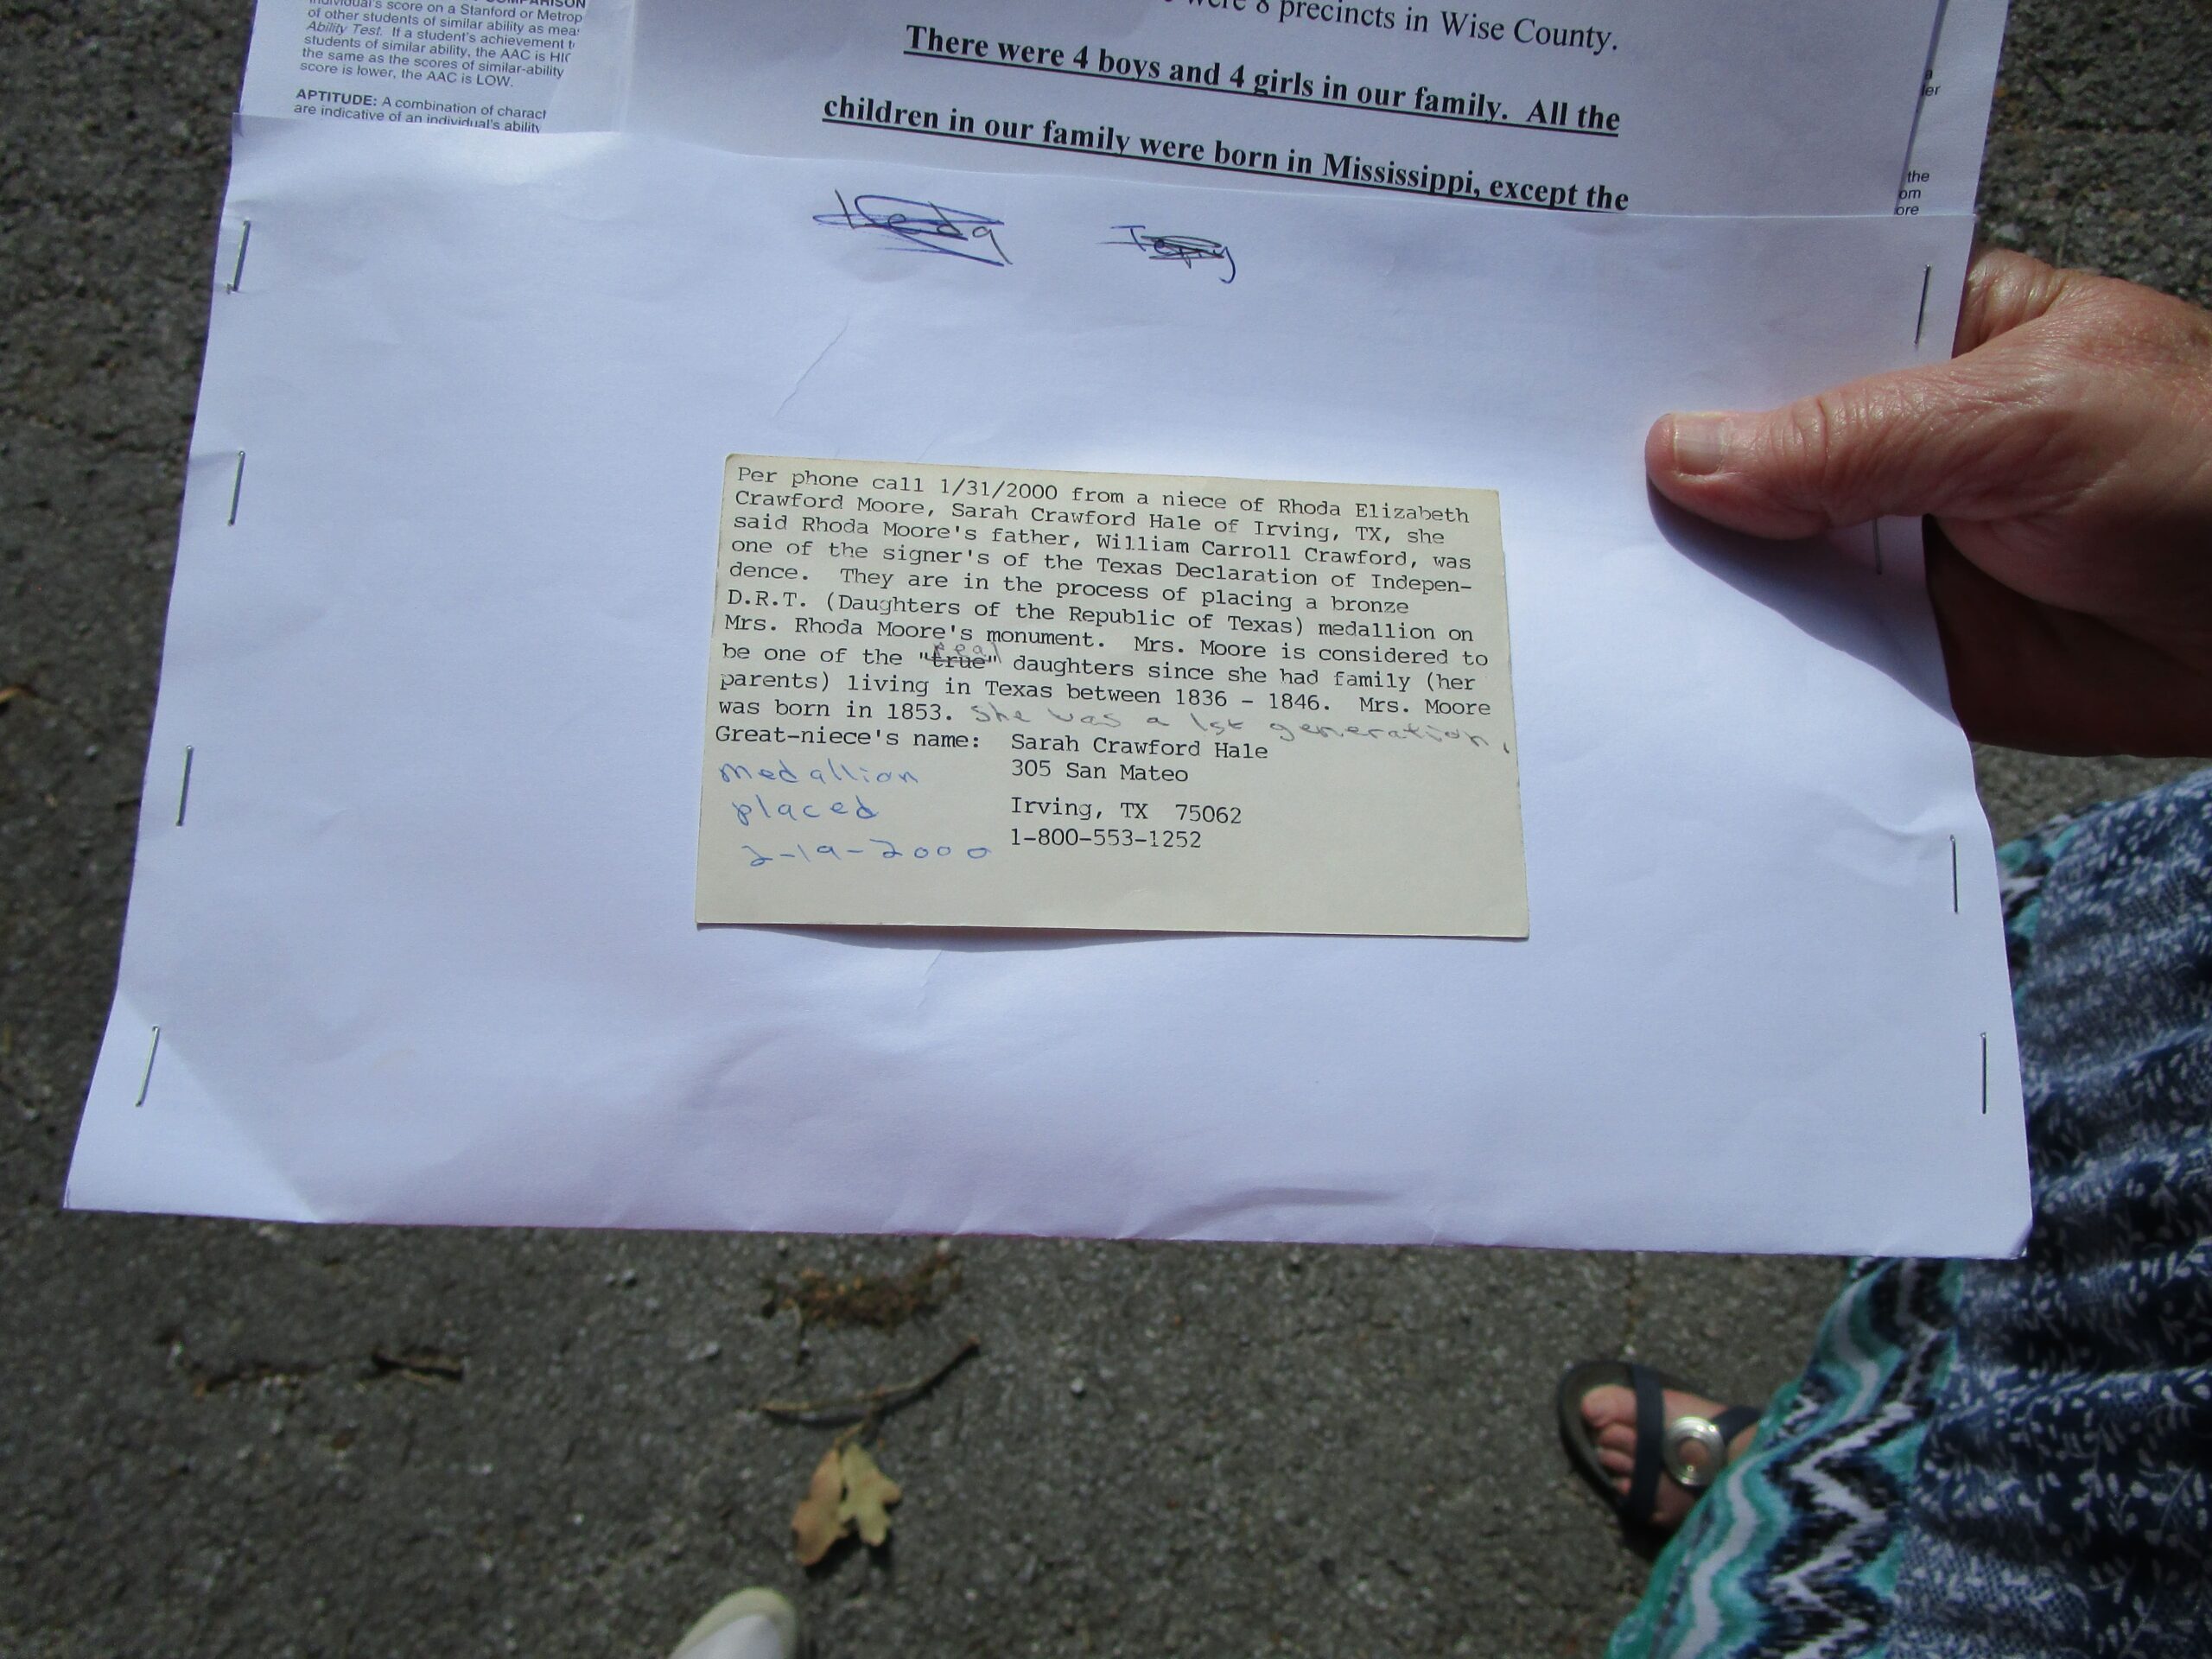 individual's score on a Stanford or Metrop
of other students of similar ability as mea
Ability Test. If a student's achievement t
students of similar ability, the AAC is HIG
the same as the scores of similar-ability
score is lower, the AAC is LOW.
APTITUDE: A combination of charact
are indicative of an individual's ability
were 8 precincts in Wise County.
There were 4 boys and 4 girls in our family. All the
children in our family were born in Mississippi, except the
the
om
ore
Per phone call 1/31/2000 from a niece of Rhoda Elizabeth
Crawford Moore, Sarah Crawford Hale of Irving, TX, she
said Rhoda Moore's father, William Carroll Crawford, was
one of the signer's of the Texas Declaration of Indepen-
dence. They are in the process of placing a bronze
D.R.T. (Daughters of the Republic of Texas) medallion on
Mrs. Rhoda Moore's monument. Mrs. Moore is considered to
real
be one of the "true" daughters since she had family (her
parents) living in Texas between 1836 - 1846. Mrs. Moore
was born in 1853. She was a 1st generation.
Great-niece's name: Sarah Crawford Hale
305 San Mateo
Irving, TX 75062
1-800-553-1252
medallion
placed
2-19-2000